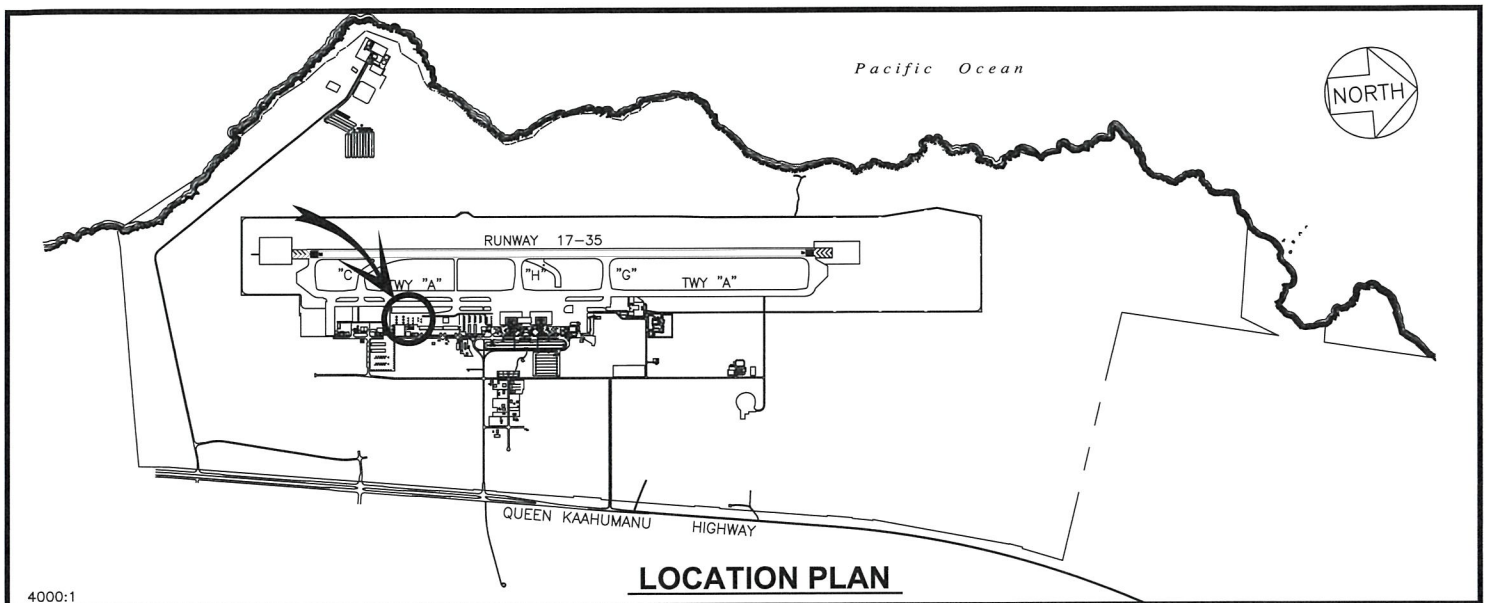 Pacific Ocean
NORTH
RUNWAY 17-35
"C
TWY "A"
"H"
"G"
TWY "A"
QUEEN KAAHUMANU HIGHWAY
LOCATION PLAN
4000:1